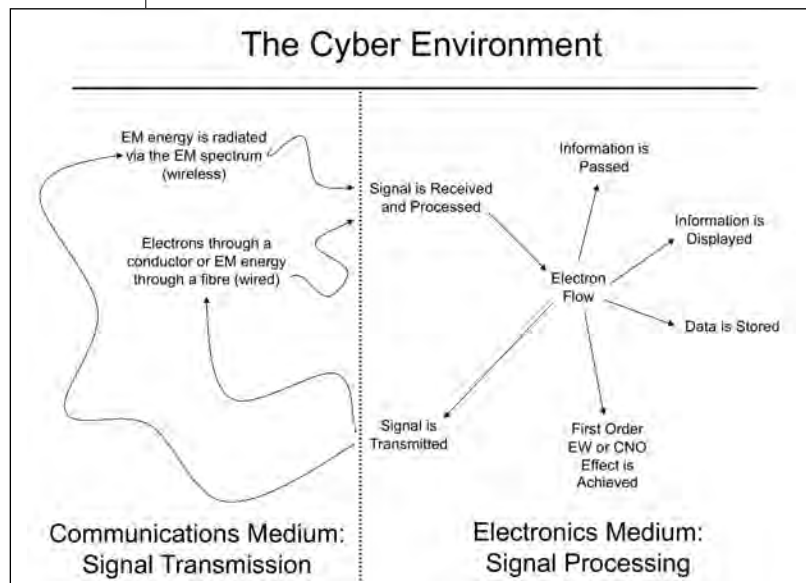 The Cyber Environment
EM energy is radiated
via the EM spectrum
(wireless)
Electrons through a
conductor or EM energy
through a fibre (wired)
Signal is Received
and Processed
Information is
Passed
Information is
Displayed
Electron
Flow
Data is Stored
Signal is
Transmitted
First Order
EW or CNO
Effect is
Achieved
Communications Medium:
Signal Transmission
Electronics Medium:
Signal Processing